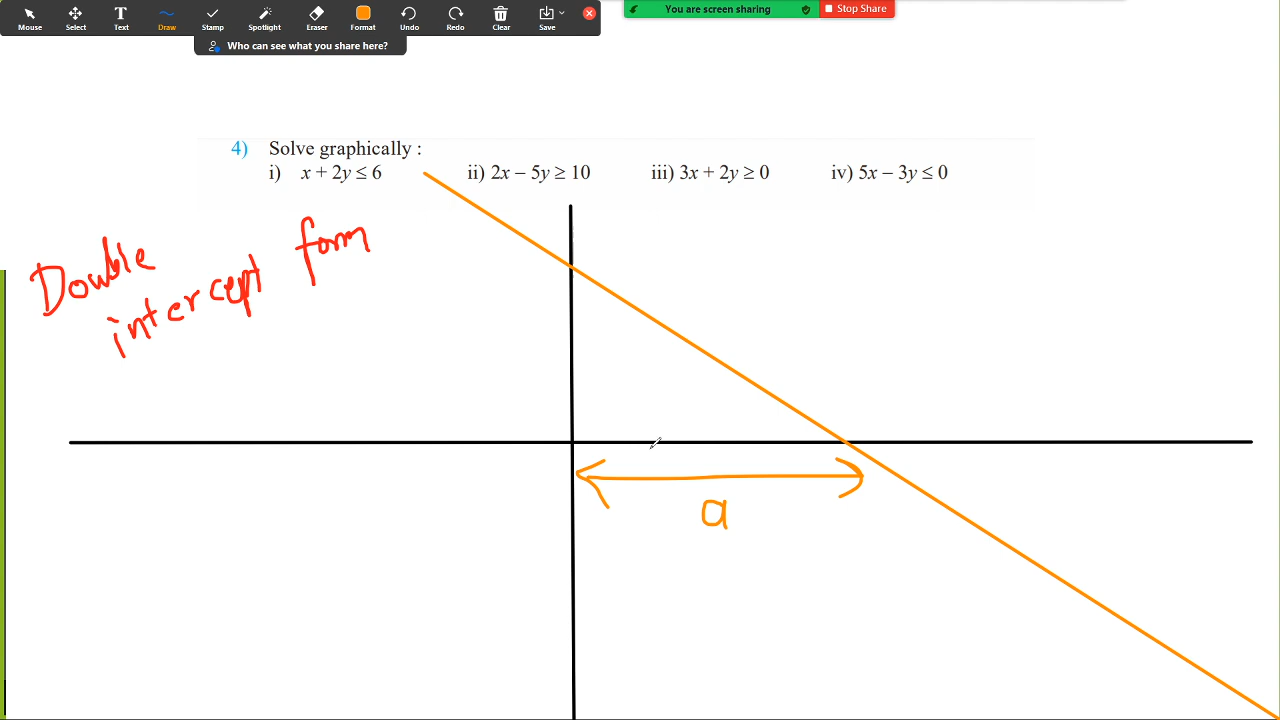 Mouse Select Text Draw Stamp Spotlight Eraser Format Undo Redo Clear Save
You are screen sharing Stop Share
Who can see what you share here?
4) Solve graphically :
i) x + 2y ≤ 6 ii) 2x − 5y ≥ 10 iii) 3x + 2y ≥ 0 iv) 5x − 3y ≤ 0
Double
intercept form
a